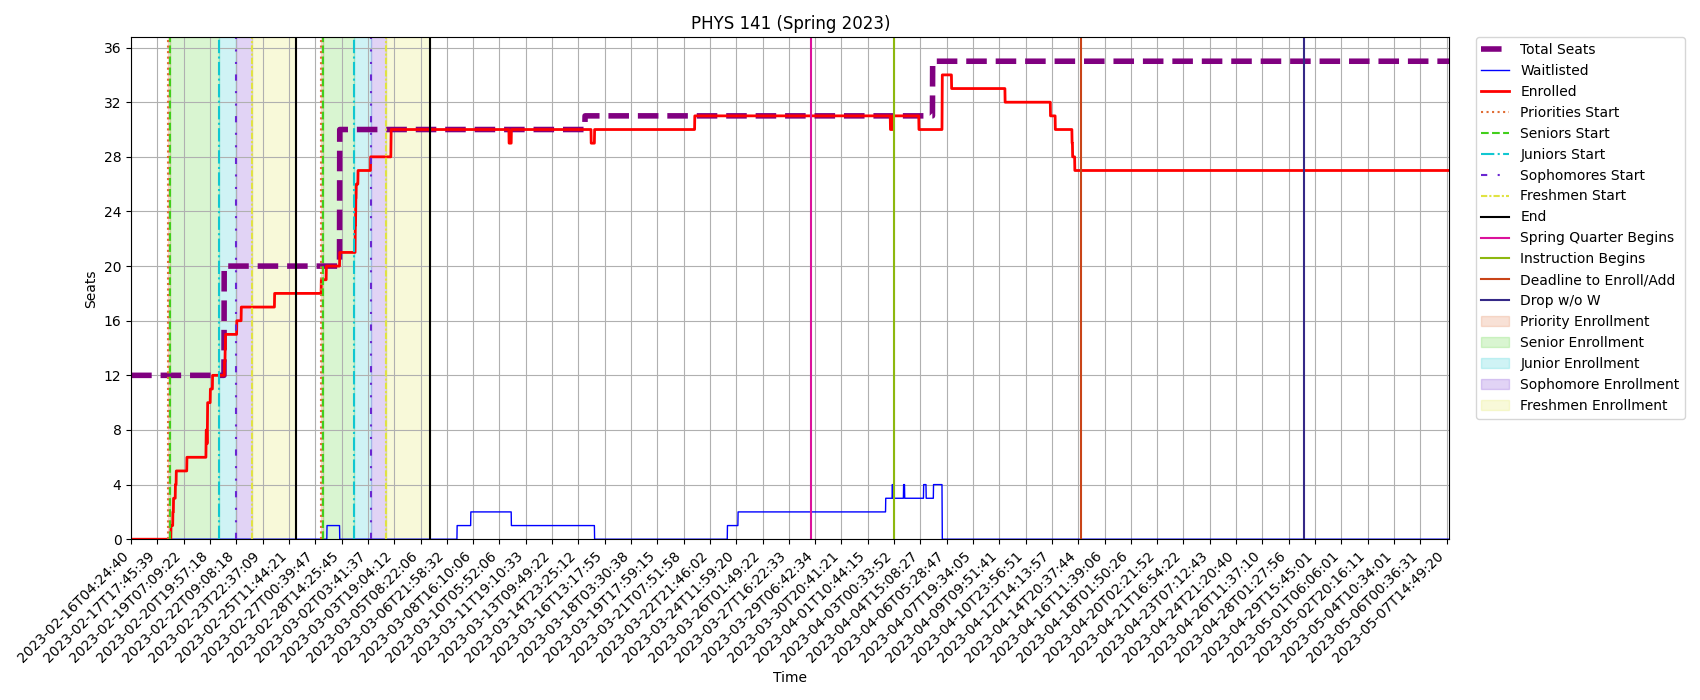 PHYS 141 (Spring 2023)
Seats
36
32
28
24
20
16
12
8
4
0
2023-02-16T04:24:40
2023-02-17T17:45:39
2023-02-19T07:09:22
2023-02-20T19:57:18
2023-02-22T09:08:18
2023-02-23T22:37:09
2023-02-25T11:44:21
2023-02-27T00:39:47
2023-02-28T14:25:45
2023-03-02T03:41:37
2023-03-03T19:04:12
2023-03-05T08:22:06
2023-03-06T21:58:32
2023-03-08T16:10:06
2023-03-10T05:52:06
2023-03-11T19:10:33
2023-03-13T09:49:22
2023-03-14T23:25:12
2023-03-16T13:17:55
2023-03-18T03:30:38
2023-03-19T17:59:15
2023-03-21T07:51:58
2023-03-22T21:46:02
2023-03-24T11:59:20
2023-03-26T01:49:22
2023-03-27T16:22:33
2023-03-29T06:42:34
2023-03-30T20:41:21
2023-04-01T10:44:15
2023-04-03T00:33:52
2023-04-04T15:08:27
2023-04-06T05:28:47
2023-04-07T19:34:05
2023-04-09T09:51:41
2023-04-10T23:56:51
2023-04-12T14:13:57
2023-04-14T20:37:44
2023-04-16T11:39:06
2023-04-18T01:50:26
2023-04-20T02:21:52
2023-04-21T16:54:22
2023-04-23T07:12:43
2023-04-24T21:20:40
2023-04-26T11:37:10
2023-04-28T01:27:56
2023-04-29T15:45:01
2023-05-01T06:06:01
2023-05-02T20:16:11
2023-05-04T10:34:01
2023-05-06T00:36:31
2023-05-07T14:49:20
Time
Total Seats
Waitlisted
Enrolled
Priorities Start
Seniors Start
Juniors Start
Sophomores Start
Freshmen Start
End
Spring Quarter Begins
Instruction Begins
Deadline to Enroll/Add
Drop w/o W
Priority Enrollment
Senior Enrollment
Junior Enrollment
Sophomore Enrollment
Freshmen Enrollment